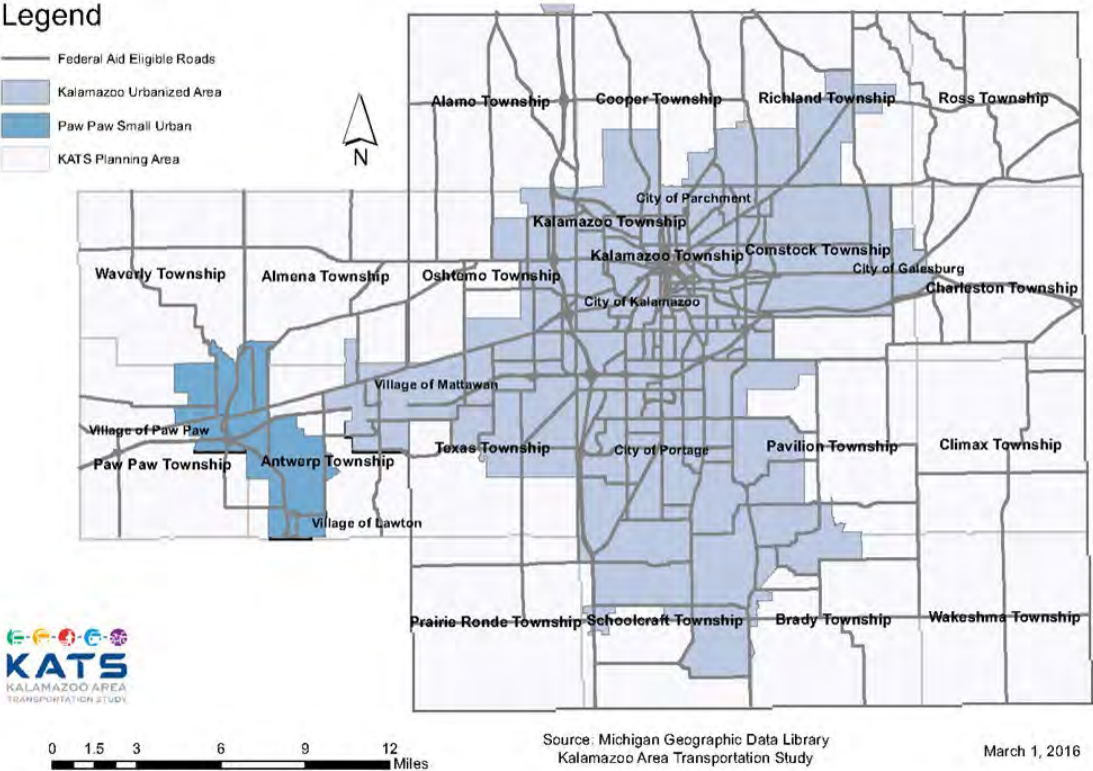 Legend
Federal Aid Eligible Roads
Kalamazoo Urbanized Area
Paw Paw Small Urban
KATS Planning Area
N
Alamo Township
Cooper Township
Richland Township
Ross Township
City of Parchment
Kalamazoo Township
Kalamazoo Township
Comstock Township
City of Galesburg
Waverly Township
Almena Township
Oshtemo Township
Charleston Township
City of Kalamazoo
Village of Mattawan
Village of Paw Paw
Paw Paw Township
Antwerp Township
Texas Township
City of Portage
Pavilion Township
Climax Township
Village of Lawton
Prairie Ronde Township
Schoolcraft Township
Brady Township
Wakeshma Township
KATS
KALAMAZOO AREA
TRANSPORTATION STUDY
0 1.5 3 6 9 12
Miles
Source: Michigan Geographic Data Library
Kalamazoo Area Transportation Study
March 1, 2016